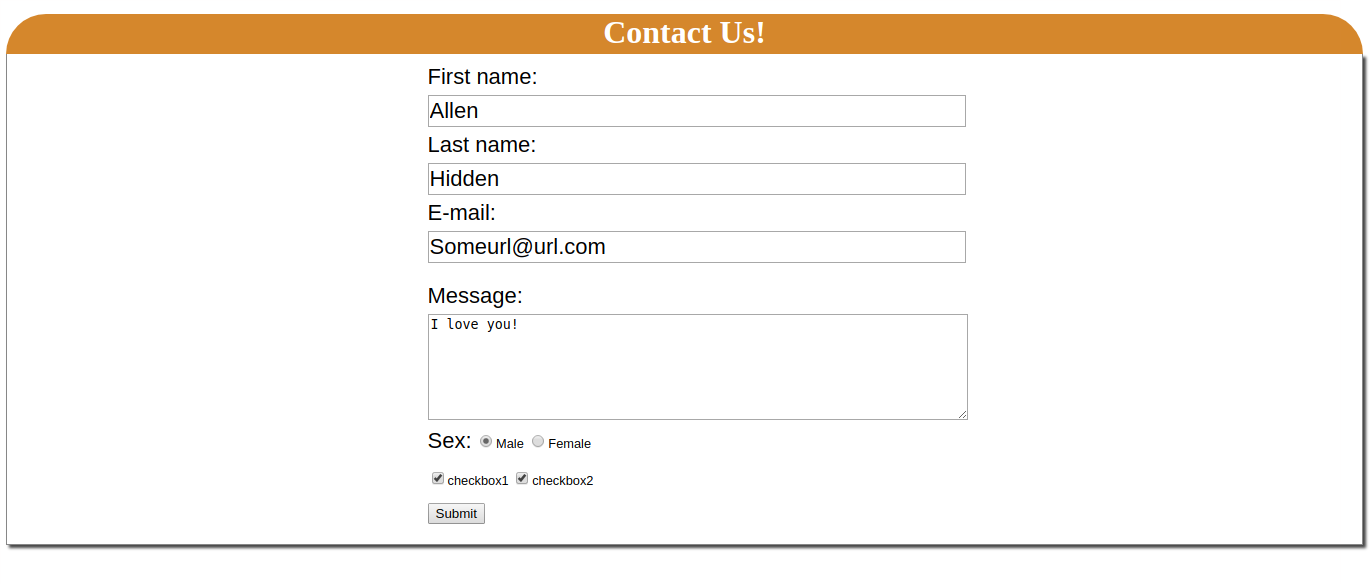 Contact Us!
First name:
Allen
Last name:
Hidden
E-mail:
Someurl@url.com
Message:
I love you!
Sex: Male Female
checkbox1 checkbox2
Submit